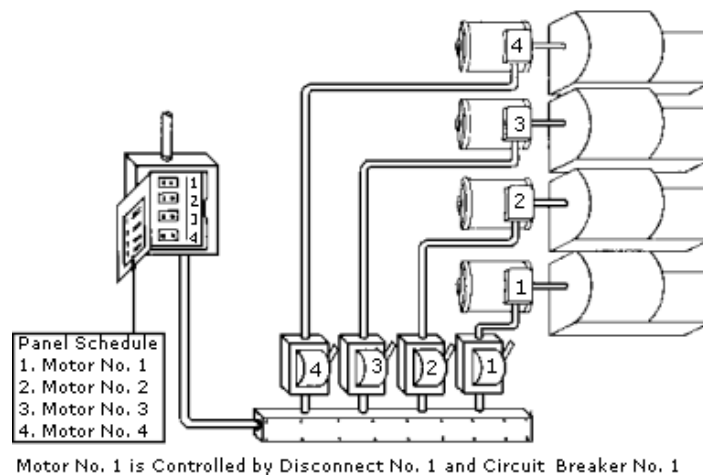 4
3
2
1
1
2
3
4
4
3
2
1
Panel Schedule
1. Motor No. 1
2. Motor No. 2
3. Motor No. 3
4. Motor No. 4
Motor No. 1 is Controlled by Disconnect No. 1 and Circuit Breaker No. 1